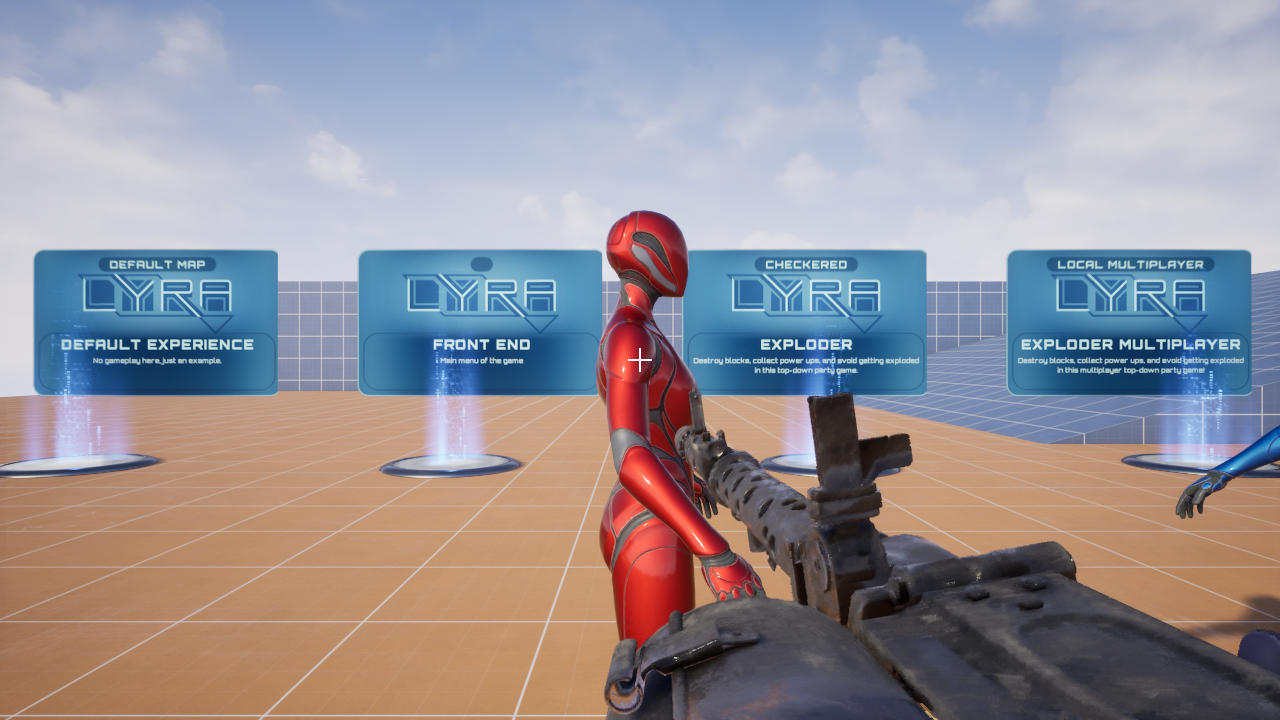 DEFAULT MAP
LYRA
DEFAULT EXPERIENCE
No gameplay here, just an example.
LYRA
FRONT END
Main menu of the game
CHECKERED
LYRA
EXPLODER
Destroy blocks, collect power ups, and avoid getting exploded
in this top-down party game.
LOCAL MULTIPLAYER
LYRA
EXPLODER MULTIPLAYER
Destroy blocks, collect power ups, and avoid getting exploded
in this multiplayer top-down party game!